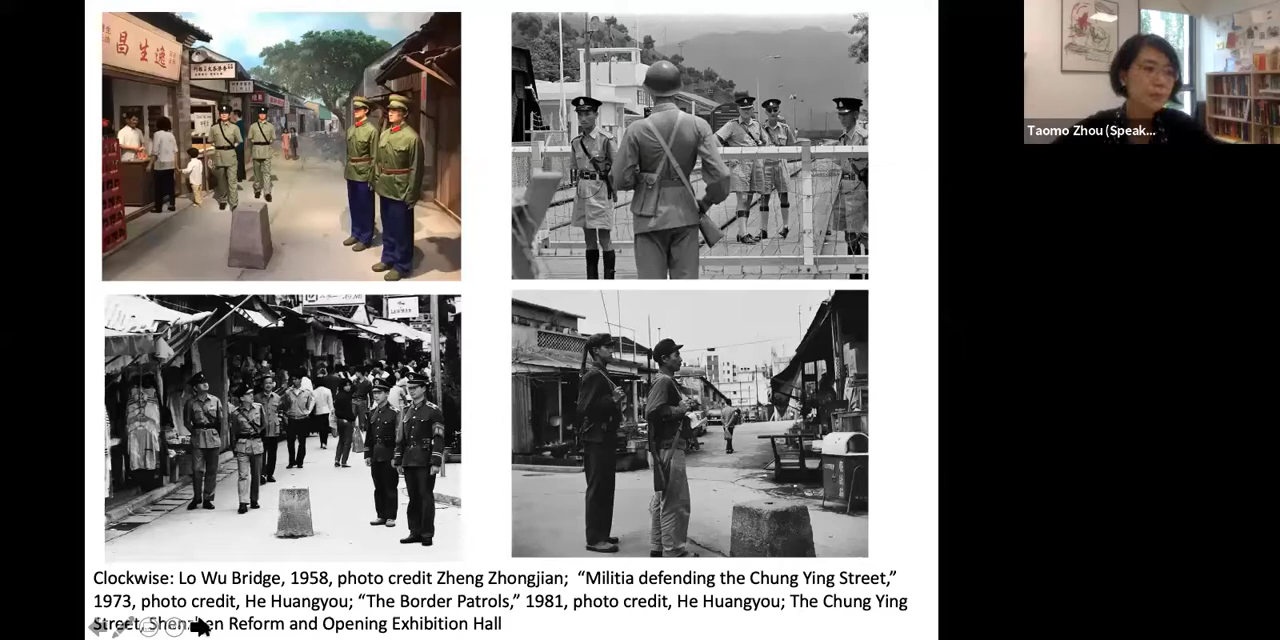 昌生逸
Taomo Zhou (Speak...
Clockwise: Lo Wu Bridge, 1958, photo credit Zheng Zhongjian; “Militia defending the Chung Ying Street,”
1973, photo credit, He Huangyou; “The Border Patrols,” 1981, photo credit, He Huangyou; The Chung Ying
Street, Shenzhen Reform and Opening Exhibition Hall